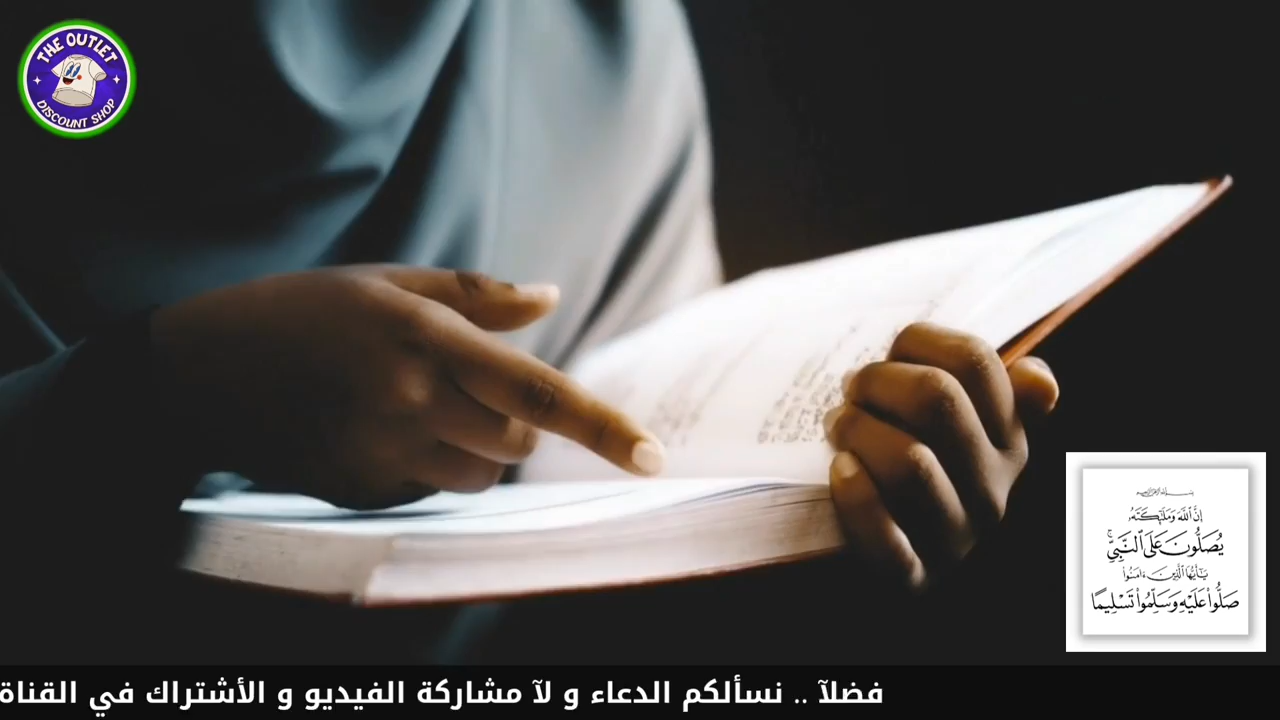 THE OUTLET
DISCOUNT SHOP
بسم الله الرحمن الرحيم
إِنَّ اللَّهَ وَمَلَٰٓئِكَتَهُۥ
يُصَلُّونَ عَلَى ٱلنَّبِيِّۚ
يَٰٓأَيُّهَا ٱلَّذِينَ ءَامَنُوا۟
صَلُّوا۟ عَلَيْهِ وَسَلِّمُوا۟ تَسْلِيمًا
فضلآ .. نسألكم الدعاء و لآ مشاركة الفيديو و الأشتراك في القناة